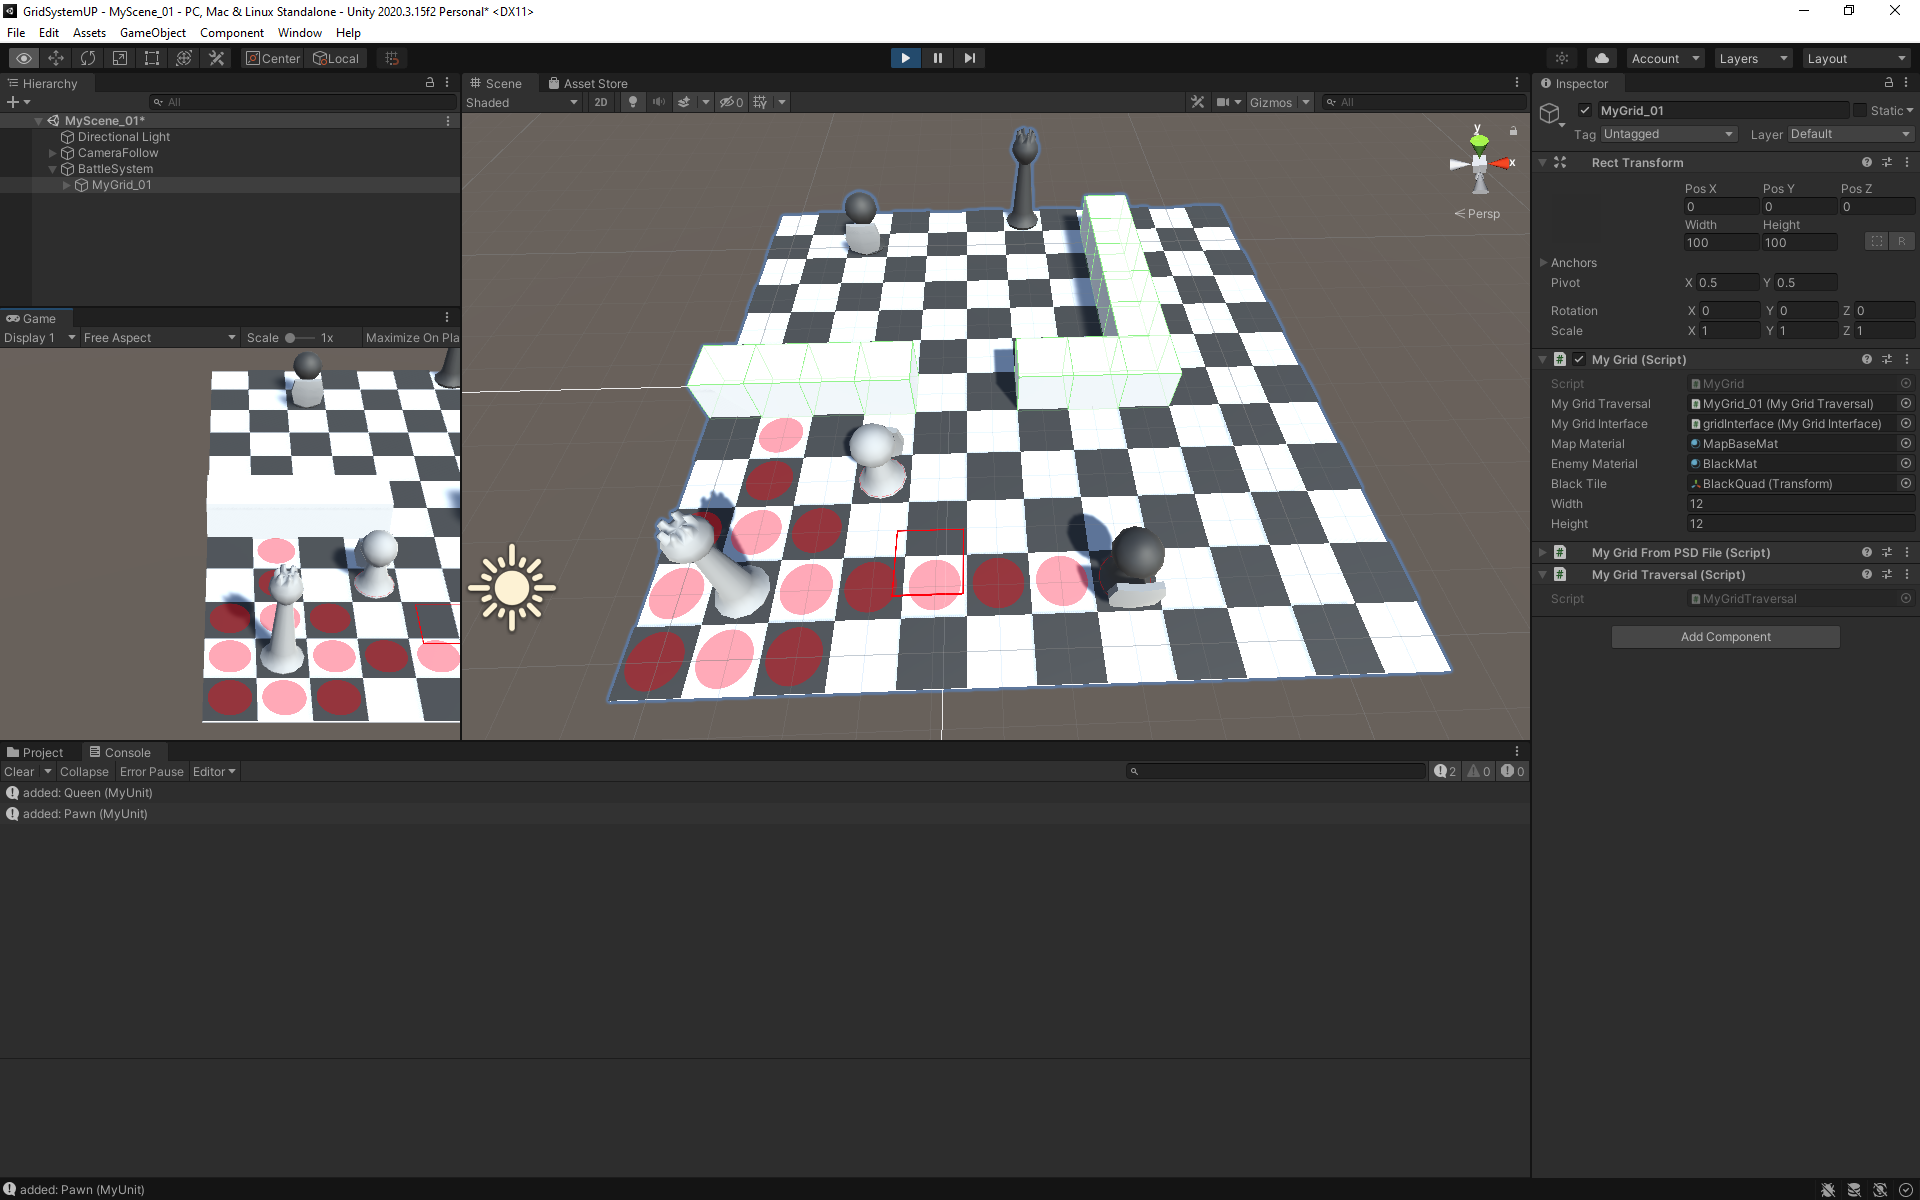 GridSystemUP - MyScene_01 - PC, Mac & Linux Standalone - Unity 2020.3.15f2 Personal* <DX11>
File Edit Assets GameObject Component Window Help
Center Local Account Layers Layout
Hierarchy
All
MyScene_01*
Directional Light
CameraFollow
BattleSystem
MyGrid_01
Game
Display 1 Free Aspect Scale 1x Maximize On Pla
Scene Asset Store
Shaded 2D 0 Gizmos All
y
x
Persp
Inspector
MyGrid_01 Static
Tag Untagged Layer Default
Rect Transform
Pos X Pos Y Pos Z
0 0 0
Width Height
100 100 R
Anchors
Pivot X 0.5 Y 0.5
Rotation X 0 Y 0 Z 0
Scale X 1 Y 1 Z 1
# My Grid (Script)
Script MyGrid
My Grid Traversal MyGrid_01 (My Grid Traversal)
My Grid Interface gridInterface (My Grid Interface)
Map Material MapBaseMat
Enemy Material BlackMat
Black Tile BlackQuad (Transform)
Width 12
Height 12
# My Grid From PSD File (Script)
# My Grid Traversal (Script)
Script MyGridTraversal
Add Component
Project Console
Clear Collapse Error Pause Editor 2 0 0
added: Queen (MyUnit)
added: Pawn (MyUnit)
added: Pawn (MyUnit)